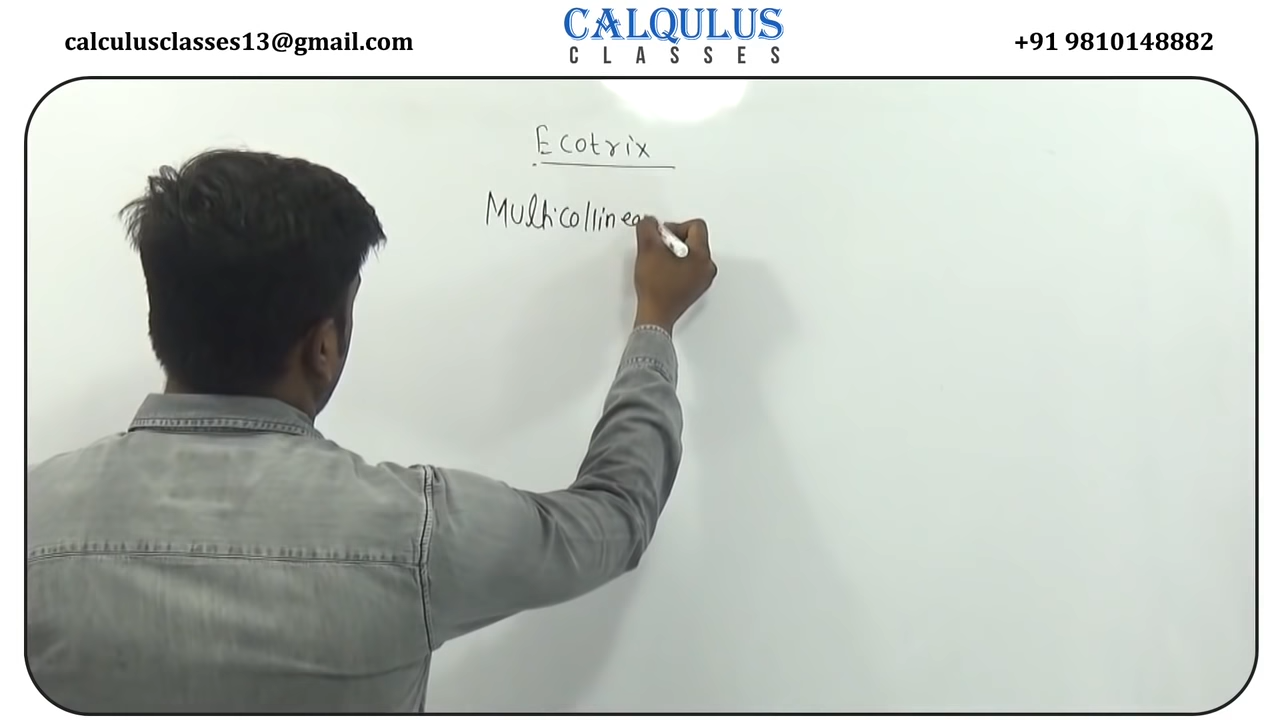 calculusclasses13@gmail.com
CALQULUS
CLASSES
+91 9810148882
Ecotrix
Multicollinea